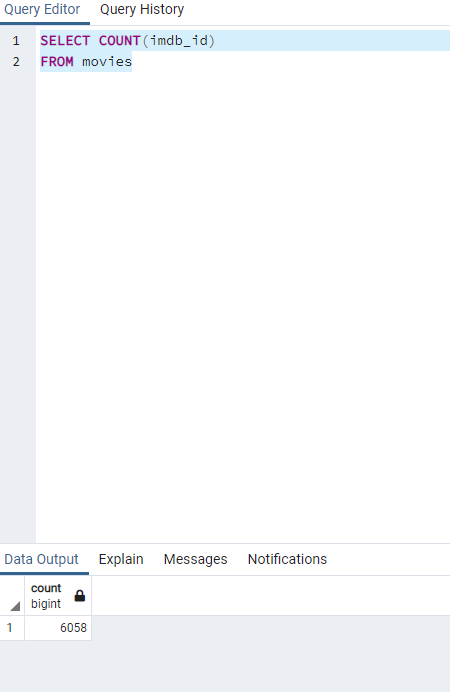 Query Editor Query History
1 SELECT COUNT(imdb_id)
2 FROM movies
Data Output Explain Messages Notifications
count
bigint
1 6058